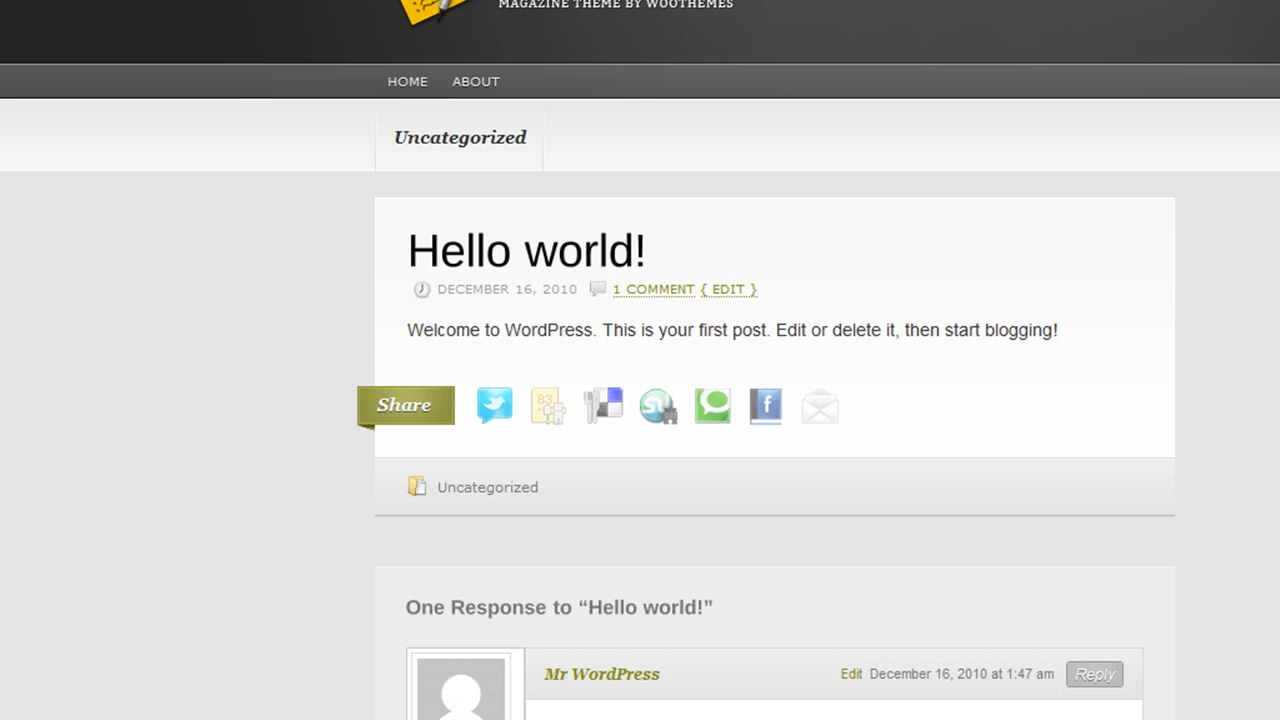 MAGAZINE THEME BY WOOTHEMES
HOME ABOUT
Uncategorized
Hello world!
DECEMBER 16, 2010 1 COMMENT { EDIT }
Welcome to WordPress. This is your first post. Edit or delete it, then start blogging!
Share 83 SU f
Uncategorized
One Response to “Hello world!”
Mr WordPress Edit December 16, 2010 at 1:47 am Reply